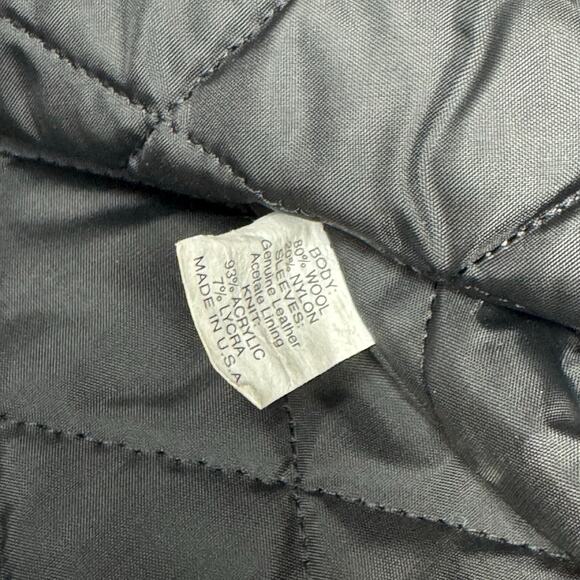 BODY:
80% WOOL
20% NYLON
SLEEVES:
Genuine Leather
Acetate Lining
KNIT:
93% ACRYLIC
7% LYCRA
MADE IN U.S.A.